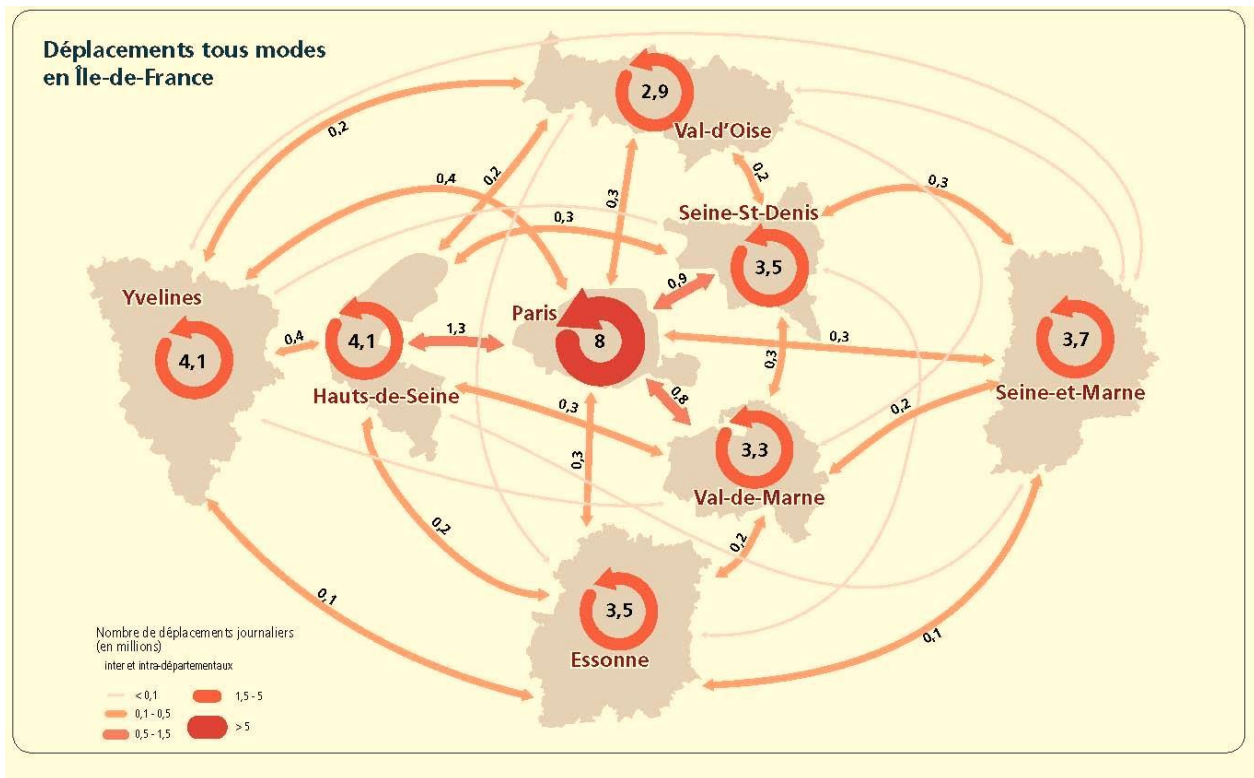 Déplacements tous modes
en Île-de-France
2,9
Val-d'Oise
0,2
0,2
0,4
0,3
0,2
0,3
0,3
Seine-St-Denis
3,5
0,9
Yvelines
4,1
0,4
4,1
Hauts-de-Seine
1,3
Paris
8
0,3
0,3
3,7
Seine-et-Marne
0,8
0,3
0,2
0,3
3,3
Val-de-Marne
0,2
0,2
0,1
3,5
Essonne
0,1
Nombre de déplacements journaliers
(en millions)
inter et intra-départementaux
< 0,1
0,1 - 0,5
0,5 - 1,5
1,5 - 5
> 5